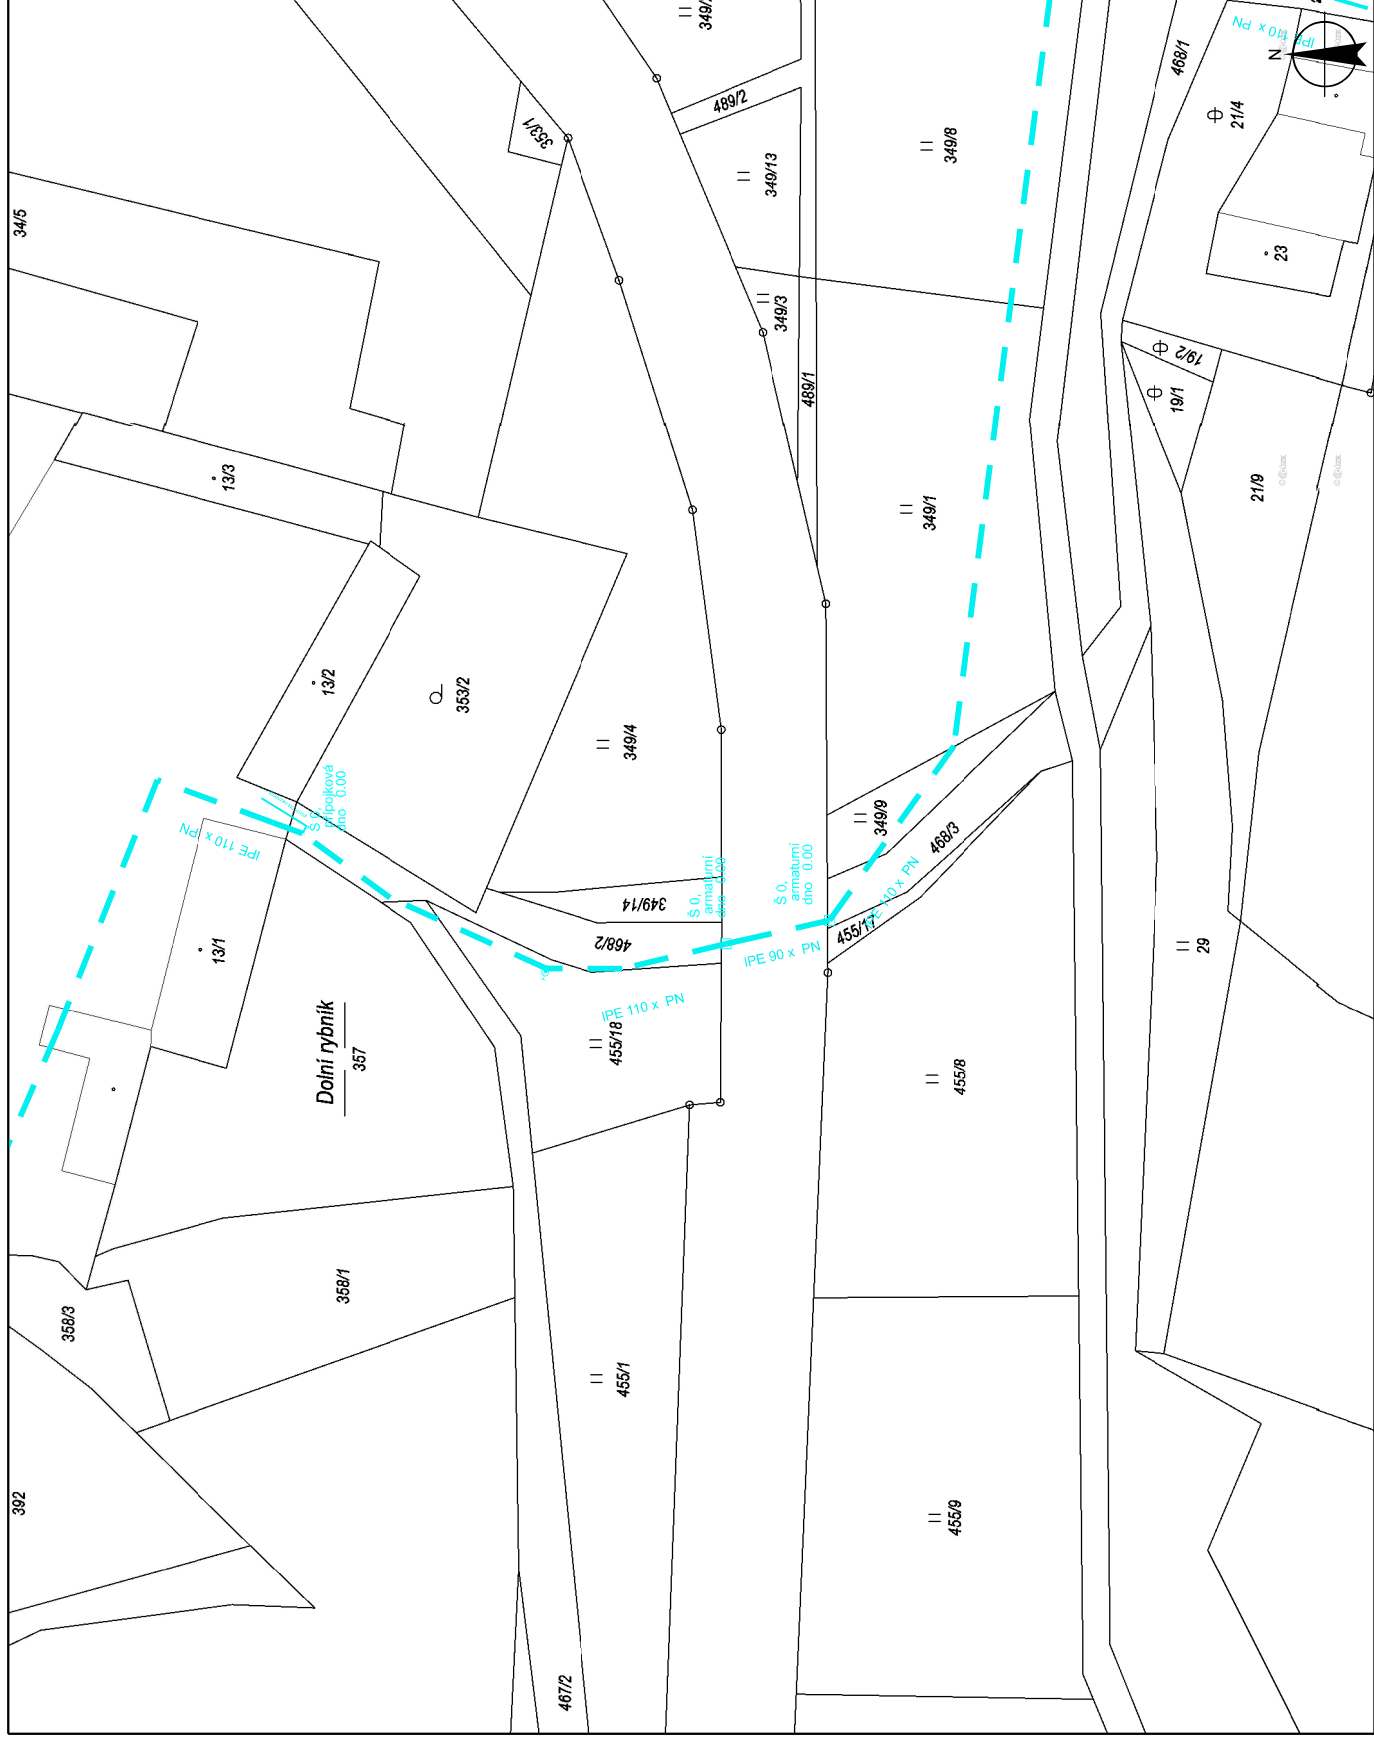 34/5
353/1
349/
489/2
349/13
349/8
468/1
IPE 110 x PN
N
21/4
23
349/3
489/1
19/2
19/1
13/3
349/1
21/9
13/2
353/2
349/4
Š 0,
přípojková
dno 0.00
IPE 110 x PN
349/9
468/3
Š 0,
armaturní
dno 0.00
Š 0,
armaturní
dno 0.00
IPE 110 x PN
349/14
468/2
455/17
IPE 90 x PN
13/1
29
IPE 110 x PN
455/18
Dolní rybník
357
455/8
358/3
358/1
455/1
392
455/9
467/2